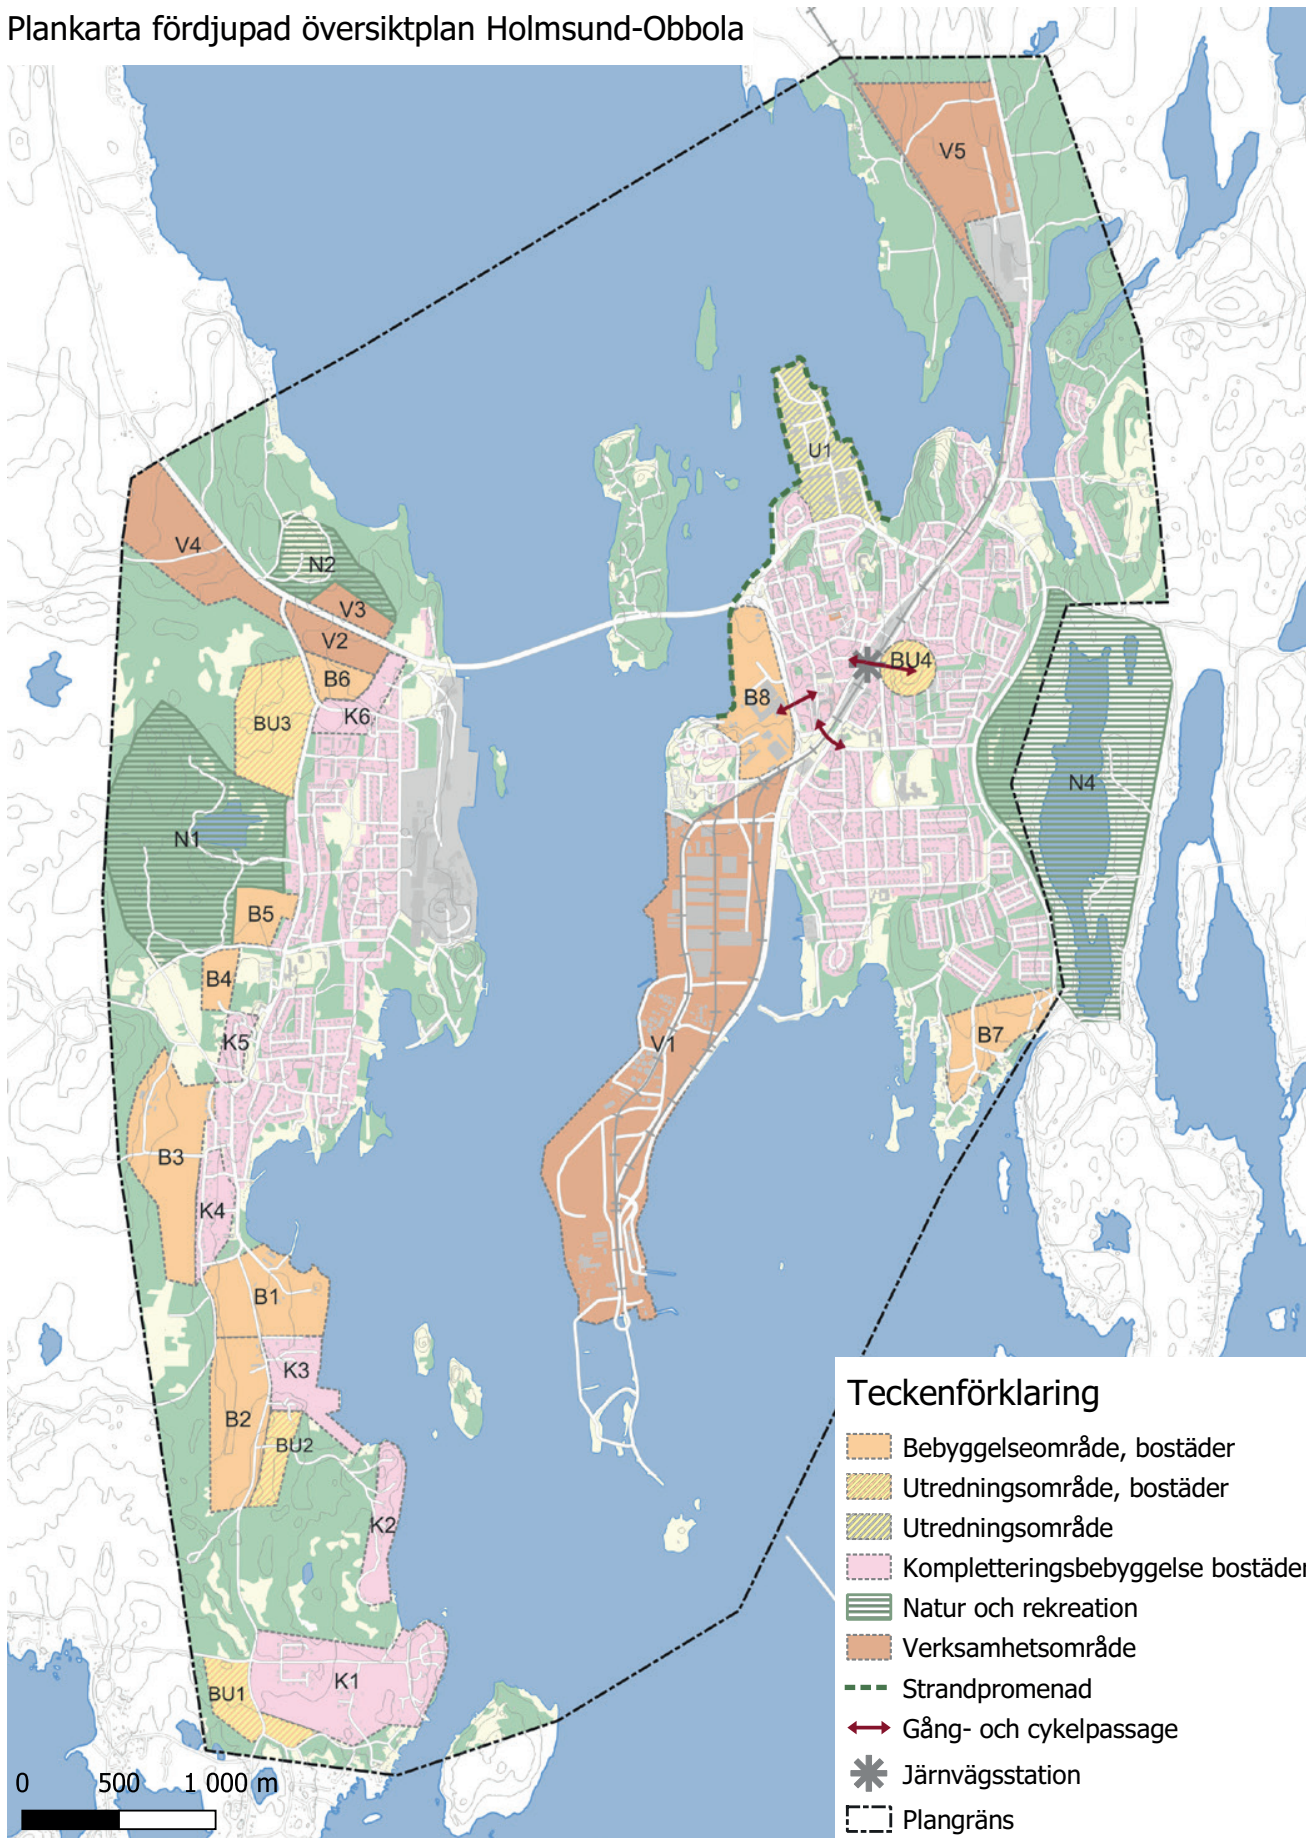 Plankarta fördjupad översiktplan Holmsund-Obbola
V5
U1
V4
N2
V3
V2
B6
BU4
K6
BU3
B8
N4
N1
B5
B4
B7
K5
V1
B3
K4
B1
K3
B2
BU2
K2
K1
BU1
Teckenförklaring
Bebyggelseområde, bostäder
Utredningsområde, bostäder
Utredningsområde
Kompletteringsbebyggelse bostäder
Natur och rekreation
Verksamhetsområde
Strandpromenad
Gång- och cykelpassage
Järnvägsstation
Plangräns
0 500 1 000 m